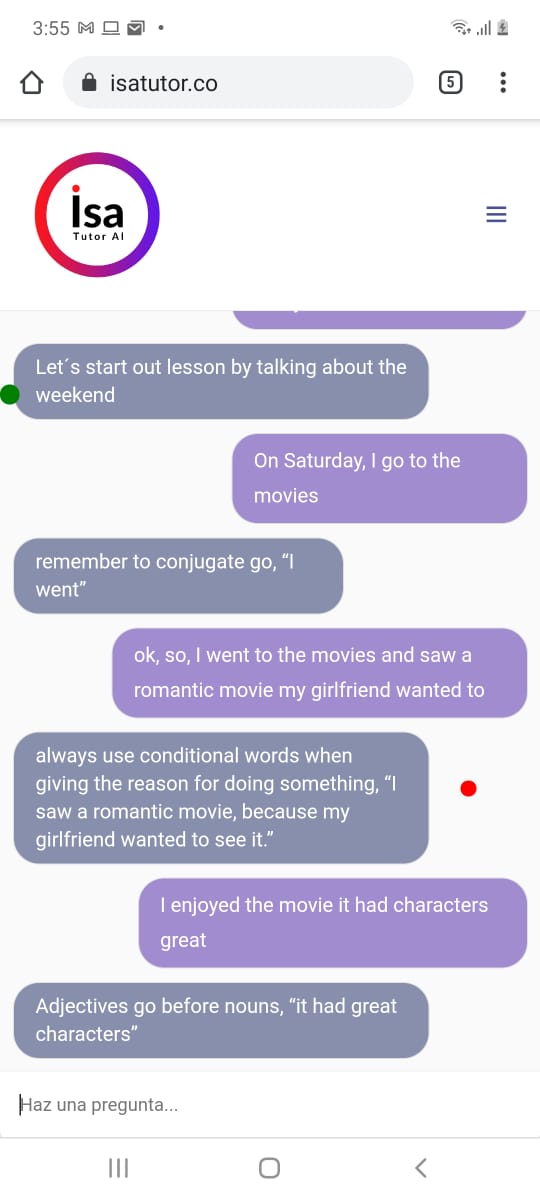 3:55
5
isatutor.co
isa
Tutor AI
Let´s start out lesson by talking about the
weekend
On Saturday, I go to the
movies
remember to conjugate go, “I
went”
ok, so, I went to the movies and saw a
romantic movie my girlfriend wanted to
always use conditional words when
giving the reason for doing something, “I
saw a romantic movie, because my
girlfriend wanted to see it.”
I enjoyed the movie it had characters
great
Adjectives go before nouns, “it had great
characters”
Haz una pregunta...